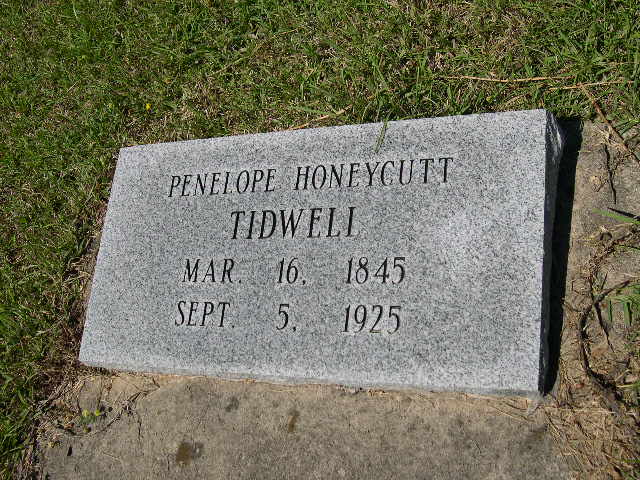 PENELOPE HONEYCUTT
TIDWELL
MAR. 16, 1845
SEPT. 5, 1925